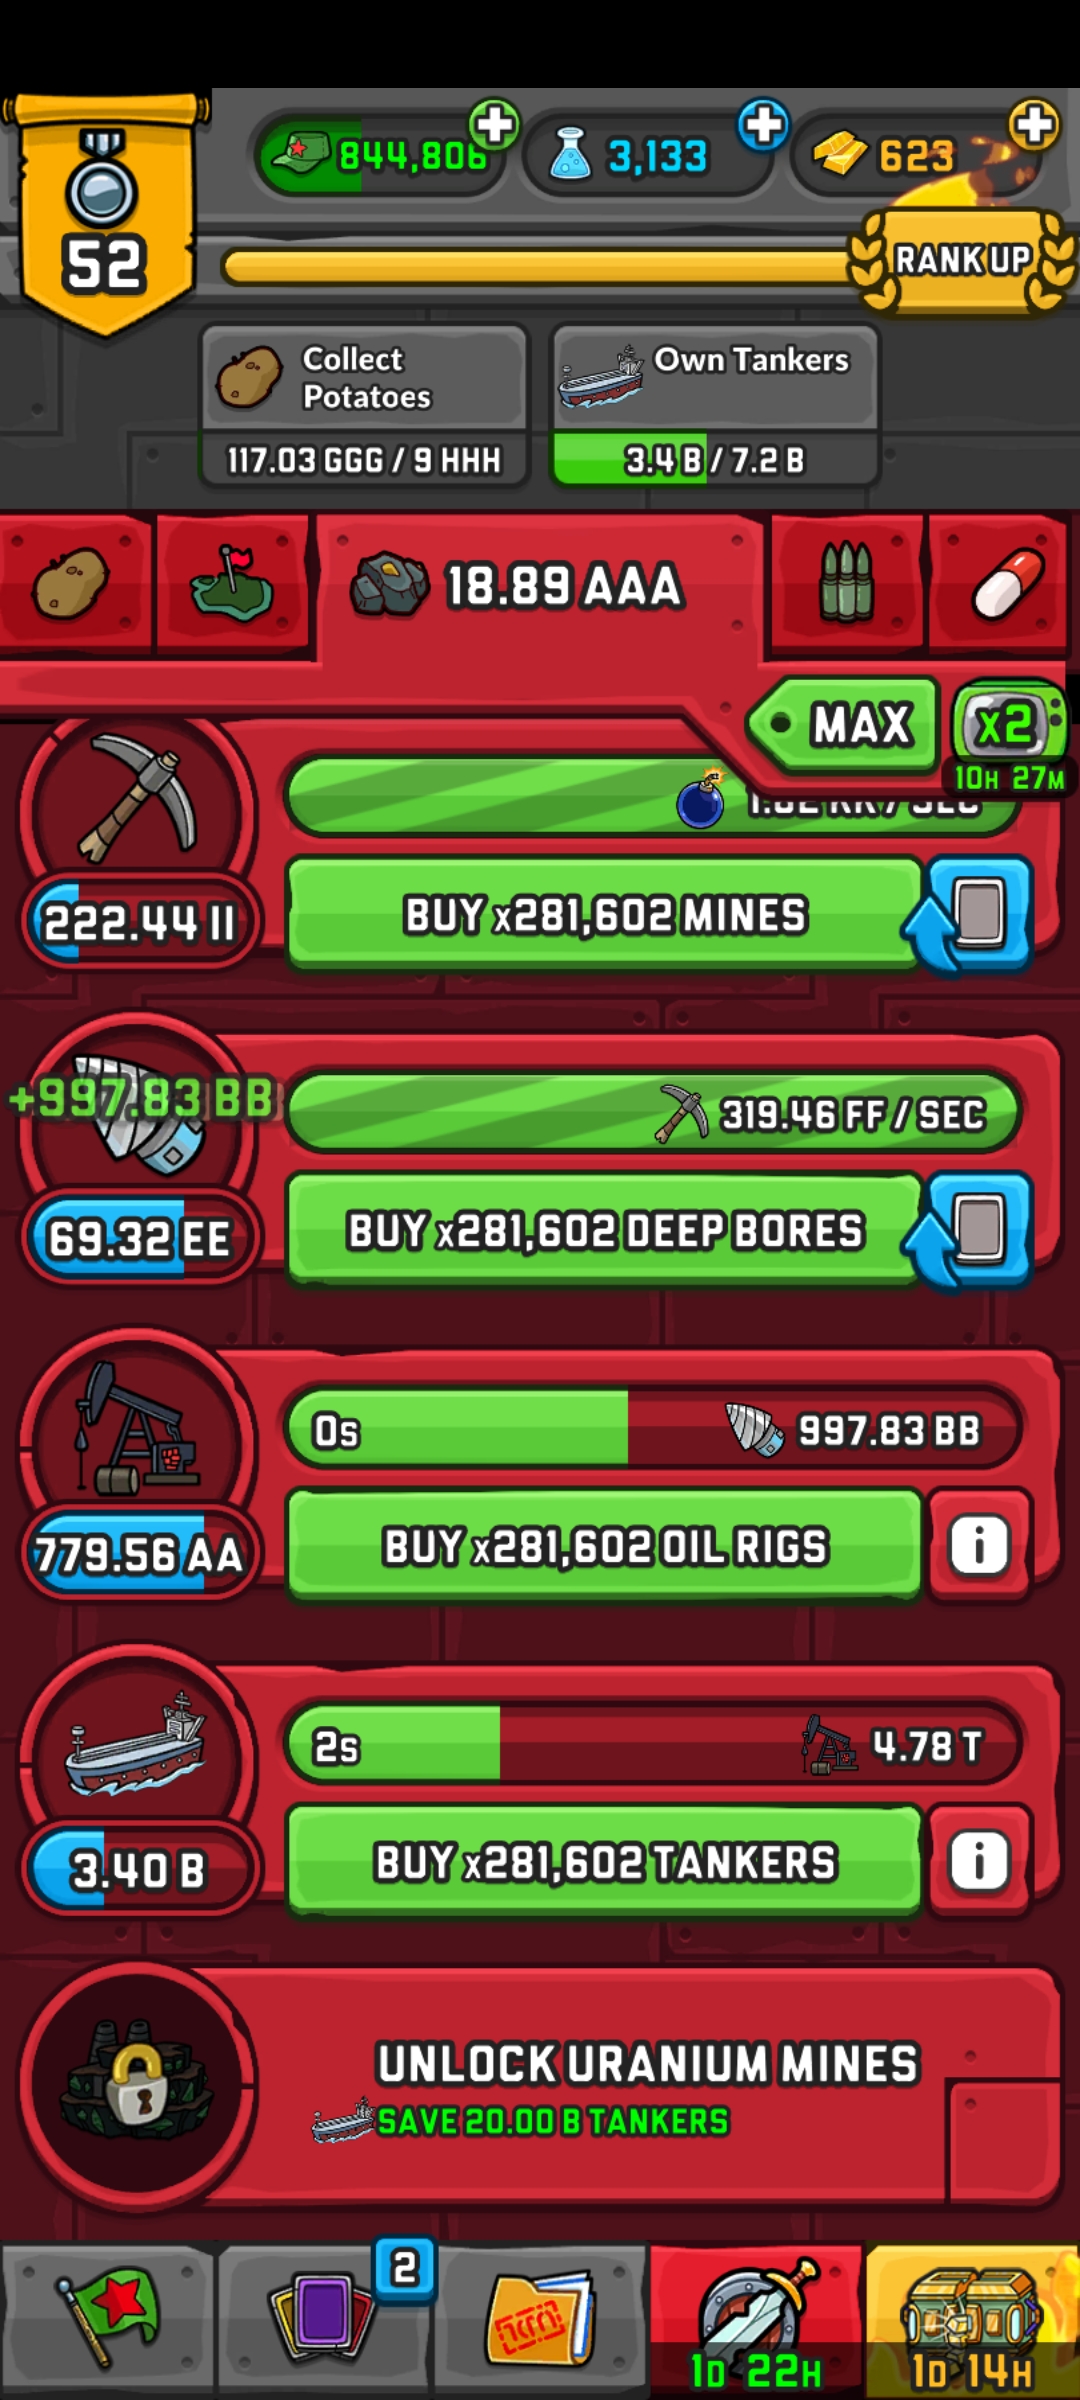 844,806
3,133
623
52
RANK UP
Collect
Potatoes
117.03 GGG / 9 HHH
Own Tankers
3.4 B / 7.2 B
18.89 AAA
MAX
x2
10H 27M
222.44 II
BUY x281,602 MINES
+997.83 BB
319.46 FF / SEC
69.32 EE
BUY x281,602 DEEP BORES
0s
997.83 BB
779.56 AA
BUY x281,602 OIL RIGS
i
2s
4.78 T
3.40 B
BUY x281,602 TANKERS
i
UNLOCK URANIUM MINES
SAVE 20.00 B TANKERS
2
1D 22H
1D 14H